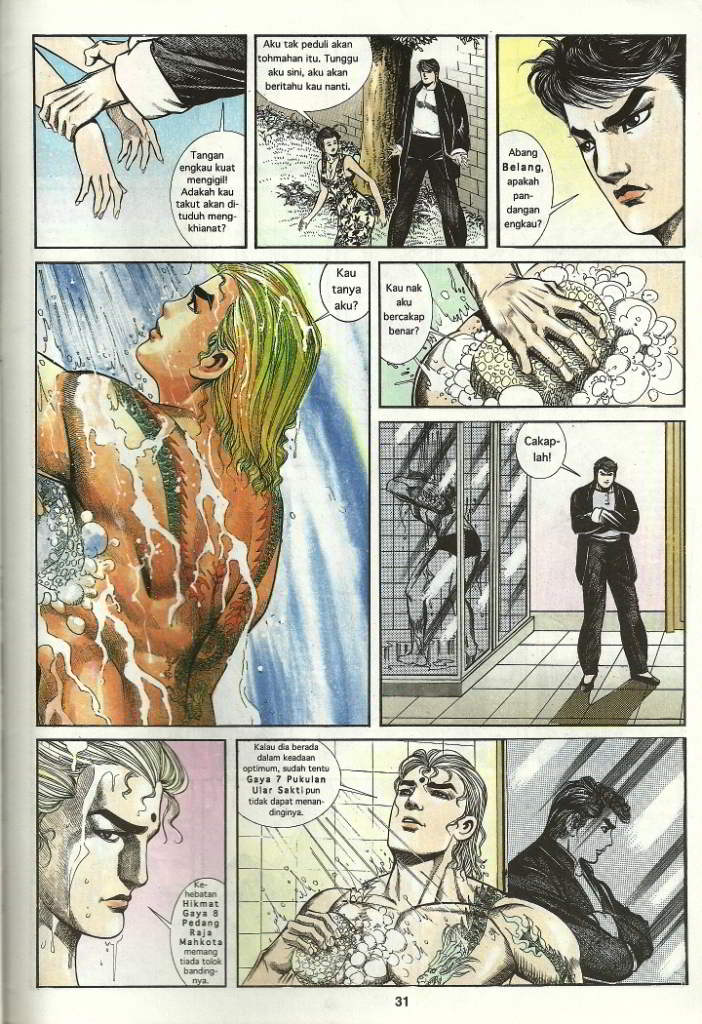 Tangan
engkau kuat
mengigil!
Adakah kau
takut akan di-
tuduh meng-
khianat?
Aku tak peduli akan
tohmahan itu. Tunggu
aku sini, aku akan
beritahu kau nanti.
Abang
Belang,
apakah
pan-
dangan
engkau?
Kau
tanya
aku?
Kau nak
aku
bercakap
benar?
Cakap-
lah!
Ke-
hebatan
Hikmat
Gaya 8
Pedang
Raja
Mahkota
memang
tiada tolok
banding-
nya.
Kalau dia berada
dalam keadaan
optimum, sudah tentu
Gaya 7 Pukulan
Ular Sakti pun
tidak dapat menan-
dinginya.
31